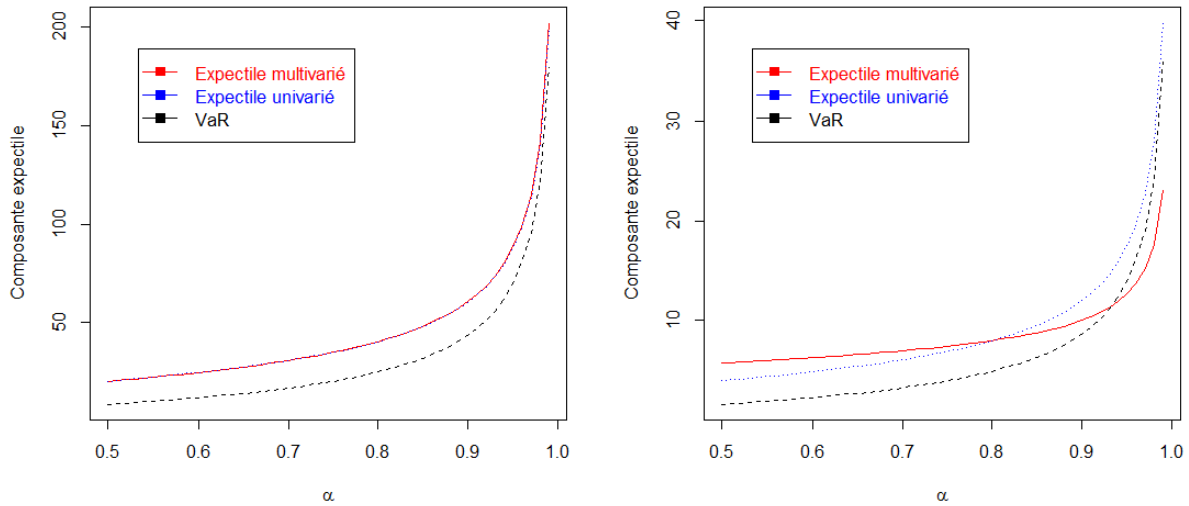 Composante expectile
200
150
100
50
Expectile multivarié
Expectile univarié
VaR
0.5 0.6 0.7 0.8 0.9 1.0
α
Composante expectile
40
30
20
10
Expectile multivarié
Expectile univarié
VaR
0.5 0.6 0.7 0.8 0.9 1.0
α